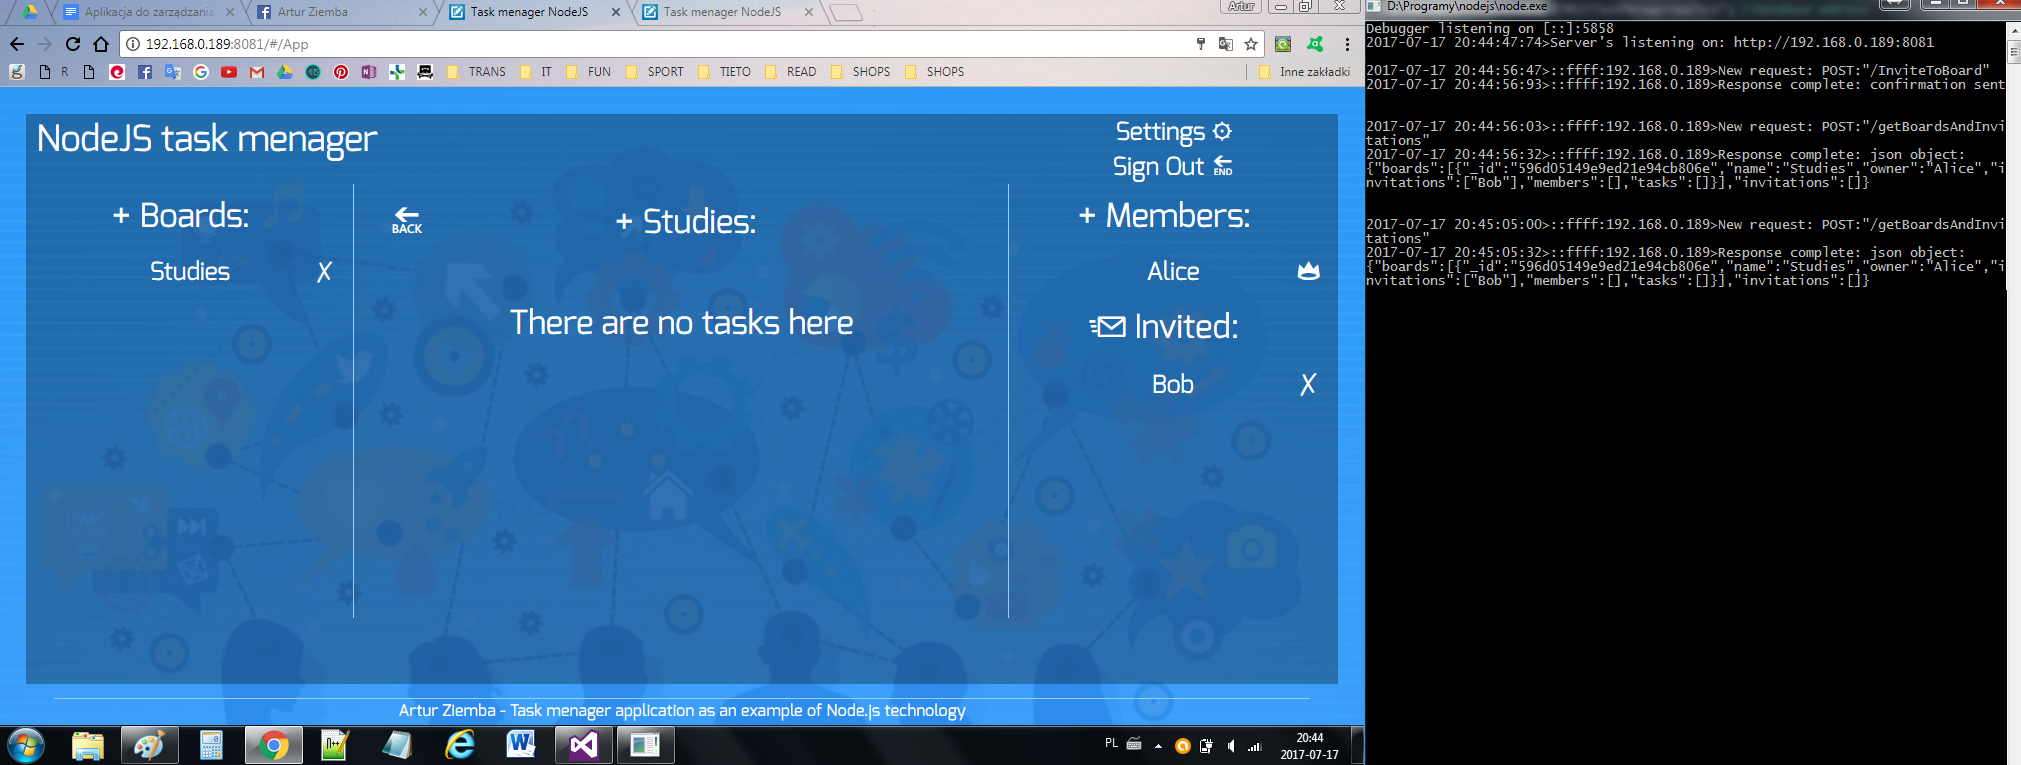 Aplikacja do zarządzania
Artur Ziemba
Task menager NodeJS
Task menager NodeJS
Artur
192.168.0.189:8081/#/App
R
TRANS
IT
FUN
SPORT
TIETO
READ
SHOPS
SHOPS
Inne zakładki
NodeJS task menager
Settings
Sign Out
END
+ Boards:
Studies X
BACK
+ Studies:
There are no tasks here
+ Members:
Alice
Invited:
Bob X
Artur Ziemba - Task menager application as an example of Node.js technology
PL
20:44
2017-07-17
D:\Programy\nodejs\node.exe
Debugger listening on [::]:5858
2017-07-17 20:44:47:74>Server's listening on: http://192.168.0.189:8081
2017-07-17 20:44:56:47>::ffff:192.168.0.189>New request: POST:"/InviteToBoard"
2017-07-17 20:44:56:93>::ffff:192.168.0.189>Response complete: confirmation sent
2017-07-17 20:44:56:03>::ffff:192.168.0.189>New request: POST:"/getBoardsAndInvi
tations"
2017-07-17 20:44:56:32>::ffff:192.168.0.189>Response complete: json object:
{"boards":[{"_id":"596d05149e9ed21e94cb806e","name":"Studies","owner":"Alice","i
nvitations":["Bob"],"members":[],"tasks":[]}],"invitations":[]}
2017-07-17 20:45:05:00>::ffff:192.168.0.189>New request: POST:"/getBoardsAndInvi
tations"
2017-07-17 20:45:05:32>::ffff:192.168.0.189>Response complete: json object:
{"boards":[{"_id":"596d05149e9ed21e94cb806e","name":"Studies","owner":"Alice","i
nvitations":["Bob"],"members":[],"tasks":[]}],"invitations":[]}